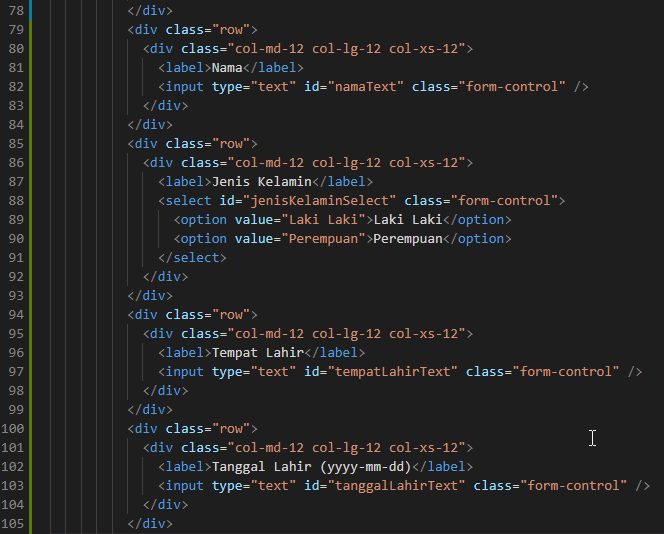 78 </div>
79 <div class="row">
80 <div class="col-md-12 col-lg-12 col-xs-12">
81 <label>Nama</label>
82 <input type="text" id="namaText" class="form-control" />
83 </div>
84 </div>
85 <div class="row">
86 <div class="col-md-12 col-lg-12 col-xs-12">
87 <label>Jenis Kelamin</label>
88 <select id="jenisKelaminSelect" class="form-control">
89 <option value="Laki Laki">Laki Laki</option>
90 <option value="Perempuan">Perempuan</option>
91 </select>
92 </div>
93 </div>
94 <div class="row">
95 <div class="col-md-12 col-lg-12 col-xs-12">
96 <label>Tempat Lahir</label>
97 <input type="text" id="tempatLahirText" class="form-control" />
98 </div>
99 </div>
100 <div class="row">
101 <div class="col-md-12 col-lg-12 col-xs-12">
102 <label>Tanggal Lahir (yyyy-mm-dd)</label>
103 <input type="text" id="tanggalLahirText" class="form-control" />
104 </div>
105 </div>